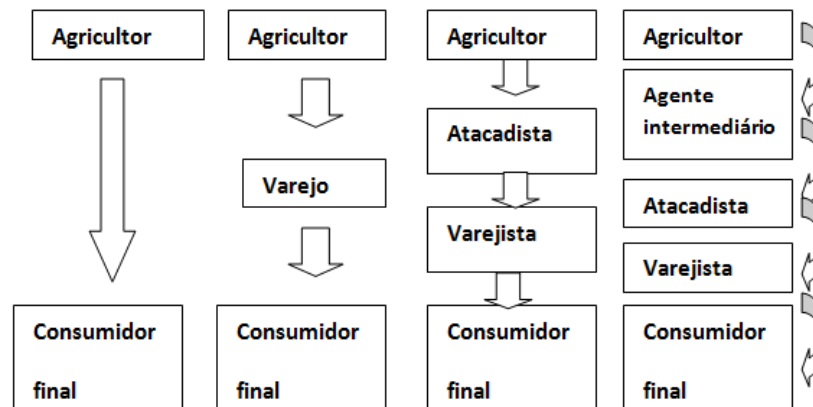 Agricultor
Agricultor
Agricultor
Agricultor
Agente
intermediário
Atacadista
Varejo
Atacadista
Varejista
Varejista
Consumidor
final
Consumidor
final
Consumidor
final
Consumidor
final